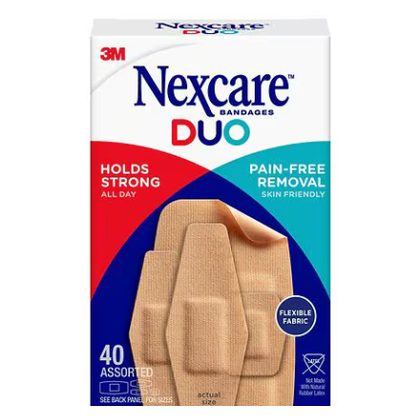 3M
Nexcare™
BANDAGES
DUO
HOLDS
STRONG
ALL DAY
PAIN-FREE
REMOVAL
SKIN FRIENDLY
FLEXIBLE
FABRIC
40
ASSORTED
SEE BACK PANEL FOR SIZES
actual
size
Not Made
With Natural
Rubber Latex